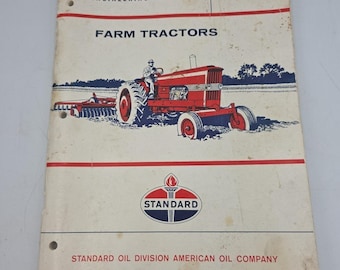 FARM TRACTORS
STANDARD
STANDARD OIL DIVISION AMERICAN OIL COMPANY